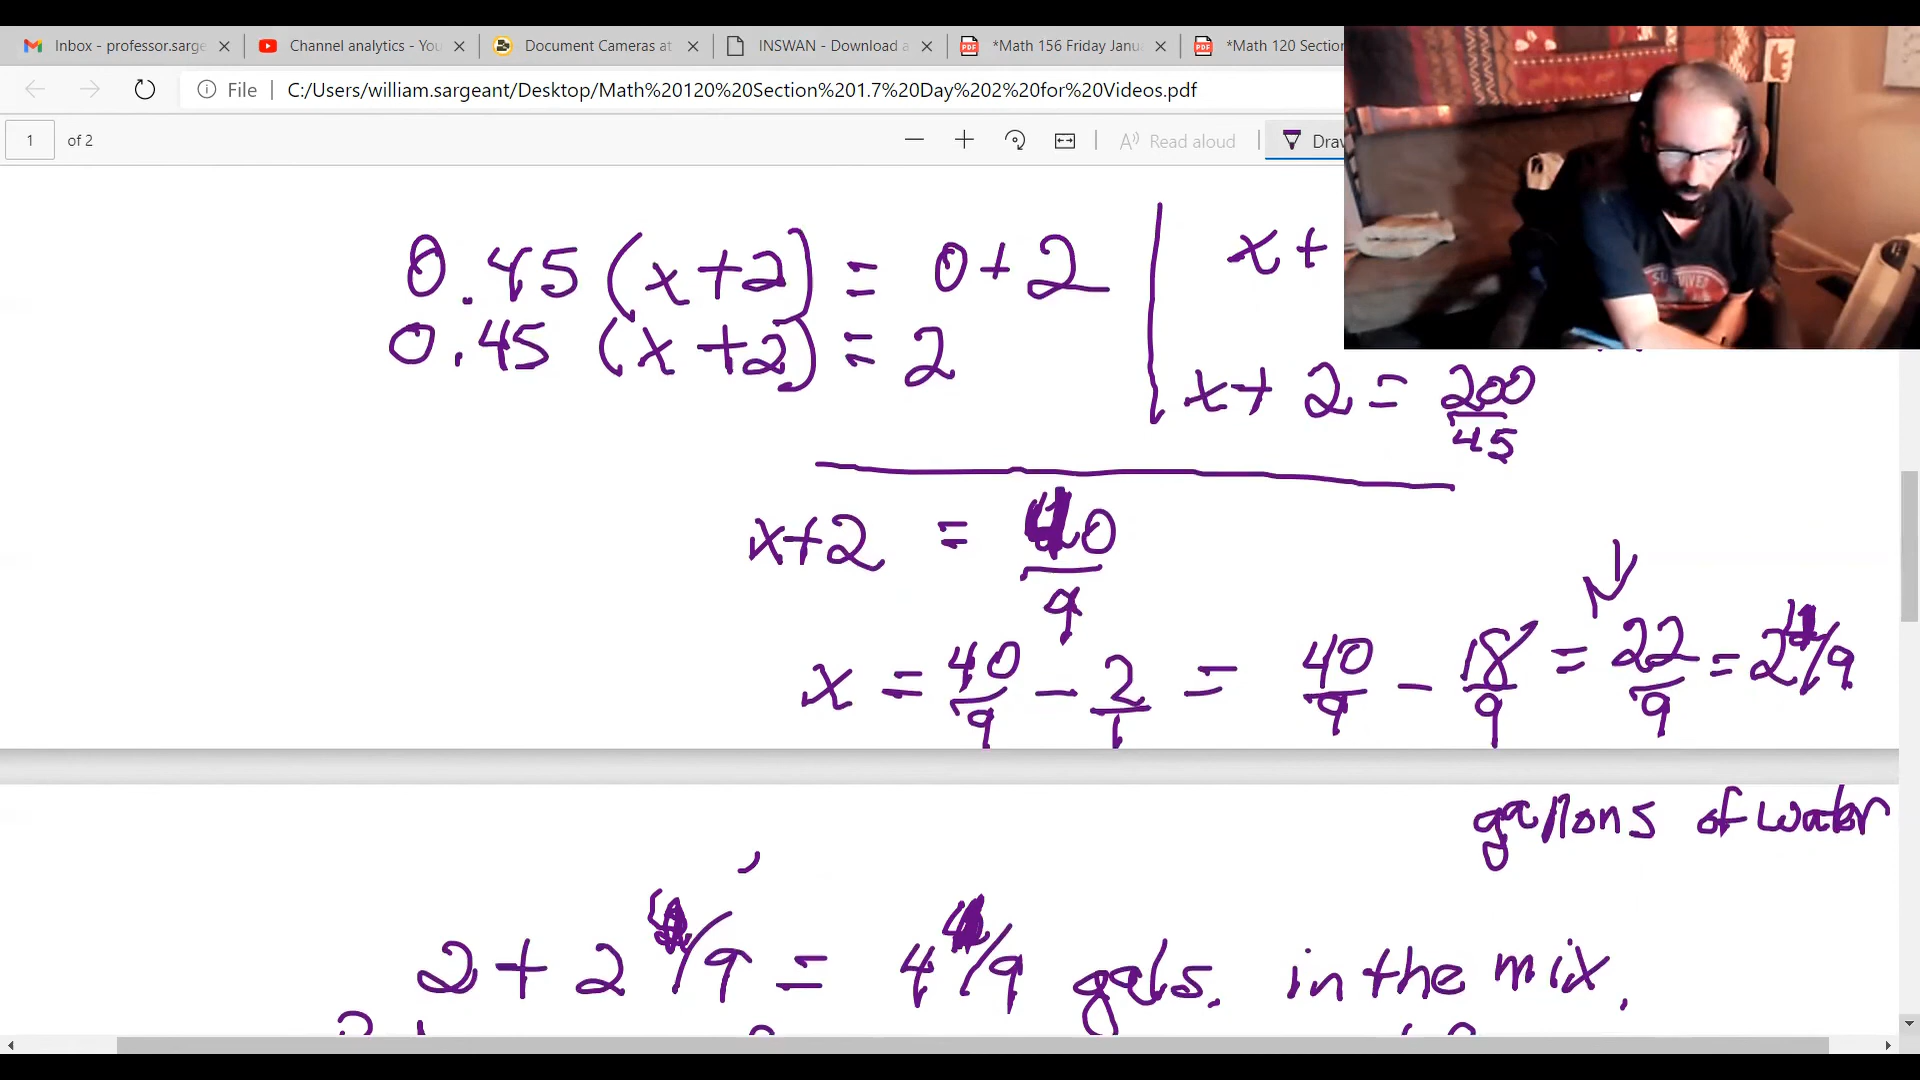 Inbox - professor.sarge
Channel analytics - You
Document Cameras at
INSWAN - Download a
*Math 156 Friday Janu
*Math 120 Section
File
C:/Users/william.sargeant/Desktop/Math%20120%20Section%201.7%20Day%202%20for%20Videos.pdf
1 of 2
Read aloud
Draw
0.45 (x+2) = 0+2
0.45 (x+2) = 2
x+
x+ 2 = 200/45
x+2 = 40/9
x = 40/9 - 2/1 = 40/9 - 18/9 = 22/9 = 2 4/9
gallons of water
2 + 2 4/9 = 4 4/9 gals. in the mix.